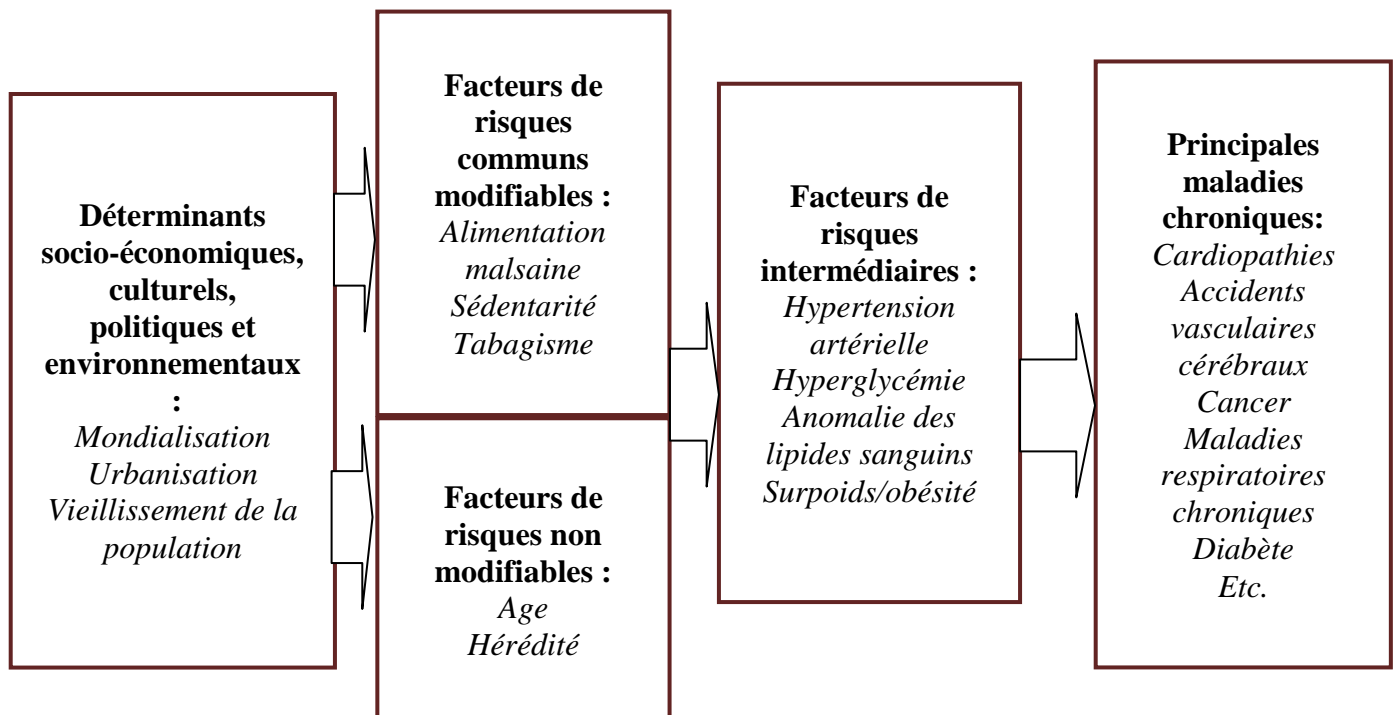 Déterminants
socio-économiques,
culturels,
politiques et
environnementaux
:
Mondialisation
Urbanisation
Vieillissement de la
population
Facteurs de
risques
communs
modifiables :
Alimentation
malsaine
Sédentarité
Tabagisme
Facteurs de
risques non
modifiables :
Age
Hérédité
Facteurs de
risques
intermédiaires :
Hypertension
artérielle
Hyperglycémie
Anomalie des
lipides sanguins
Surpoids/obésité
Principales
maladies
chroniques:
Cardiopathies
Accidents
vasculaires
cérébraux
Cancer
Maladies
respiratoires
chroniques
Diabète
Etc.